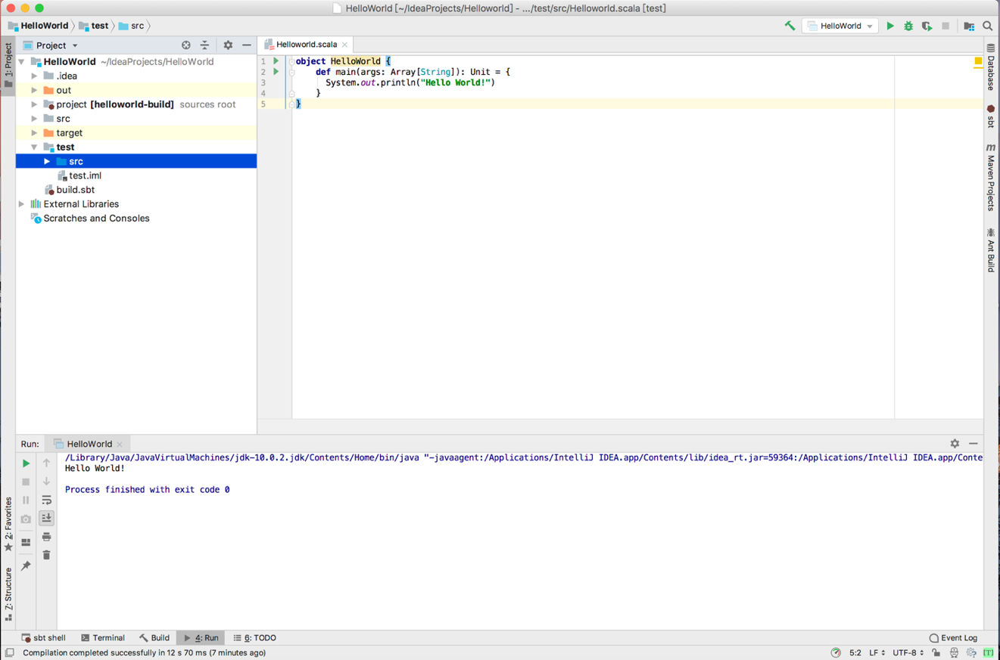 HelloWorld [~/IdeaProjects/Helloworld] - .../test/src/Helloworld.scala [test]
HelloWorld test src
HelloWorld
1: Project
Project
Helloworld.scala
HelloWorld ~/IdeaProjects/HelloWorld
.idea
out
project [helloworld-build] sources root
src
target
test
src
test.iml
build.sbt
External Libraries
Scratches and Consoles
1 object HelloWorld {
2 def main(args: Array[String]): Unit = {
3 System.out.println("Hello World!")
4 }
5 }
Database
sbt
m Maven Projects
Ant Build
Run: HelloWorld
/Library/Java/JavaVirtualMachines/jdk-10.0.2.jdk/Contents/Home/bin/java "-javaagent:/Applications/IntelliJ IDEA.app/Contents/lib/idea_rt.jar=59364:/Applications/IntelliJ IDEA.app/Conte
Hello World!
Process finished with exit code 0
2: Favorites
Z: Structure
sbt shell Terminal Build 4: Run 6: TODO Event Log
Compilation completed successfully in 12 s 70 ms (7 minutes ago) 5:2 LF UTF-8 [T]